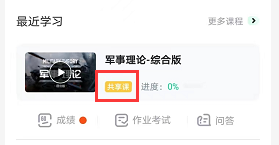 最近学习
更多课程
军事理论-综合版
共享课 进度：0%
成绩 作业考试 问答